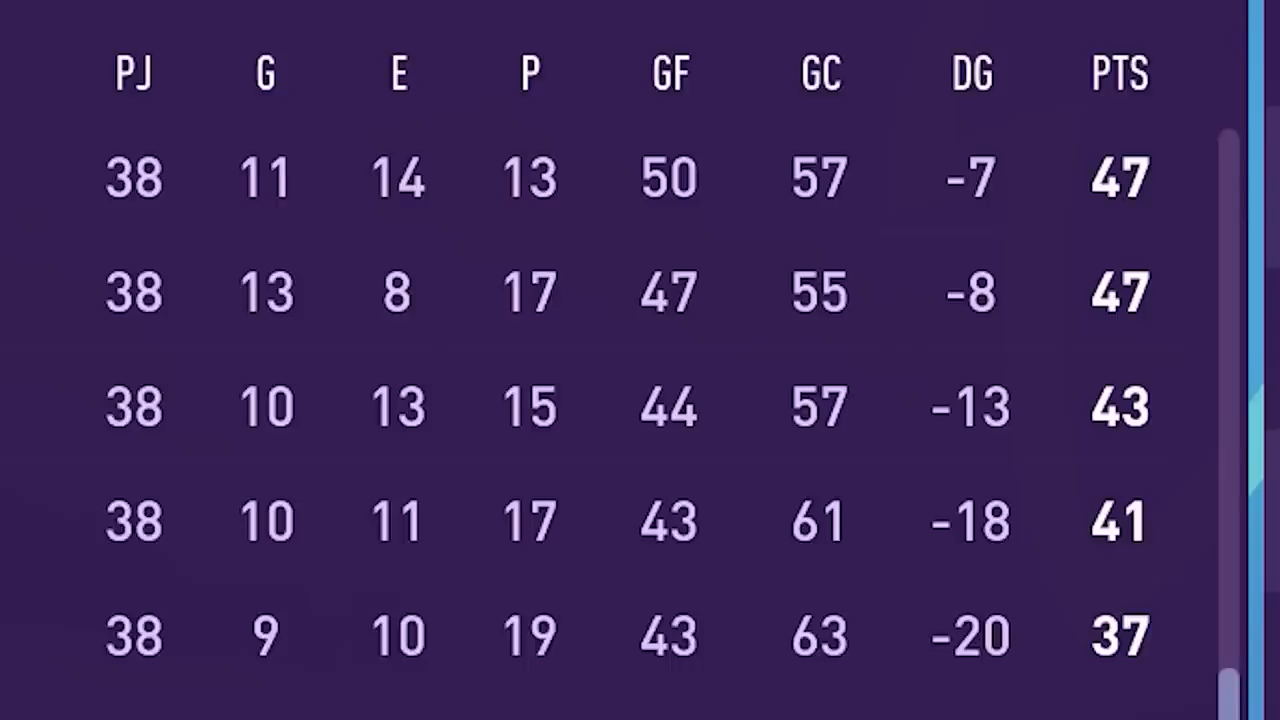 PJ G E P GF GC DG PTS
38 11 14 13 50 57 -7 47
38 13 8 17 47 55 -8 47
38 10 13 15 44 57 -13 43
38 10 11 17 43 61 -18 41
38 9 10 19 43 63 -20 37